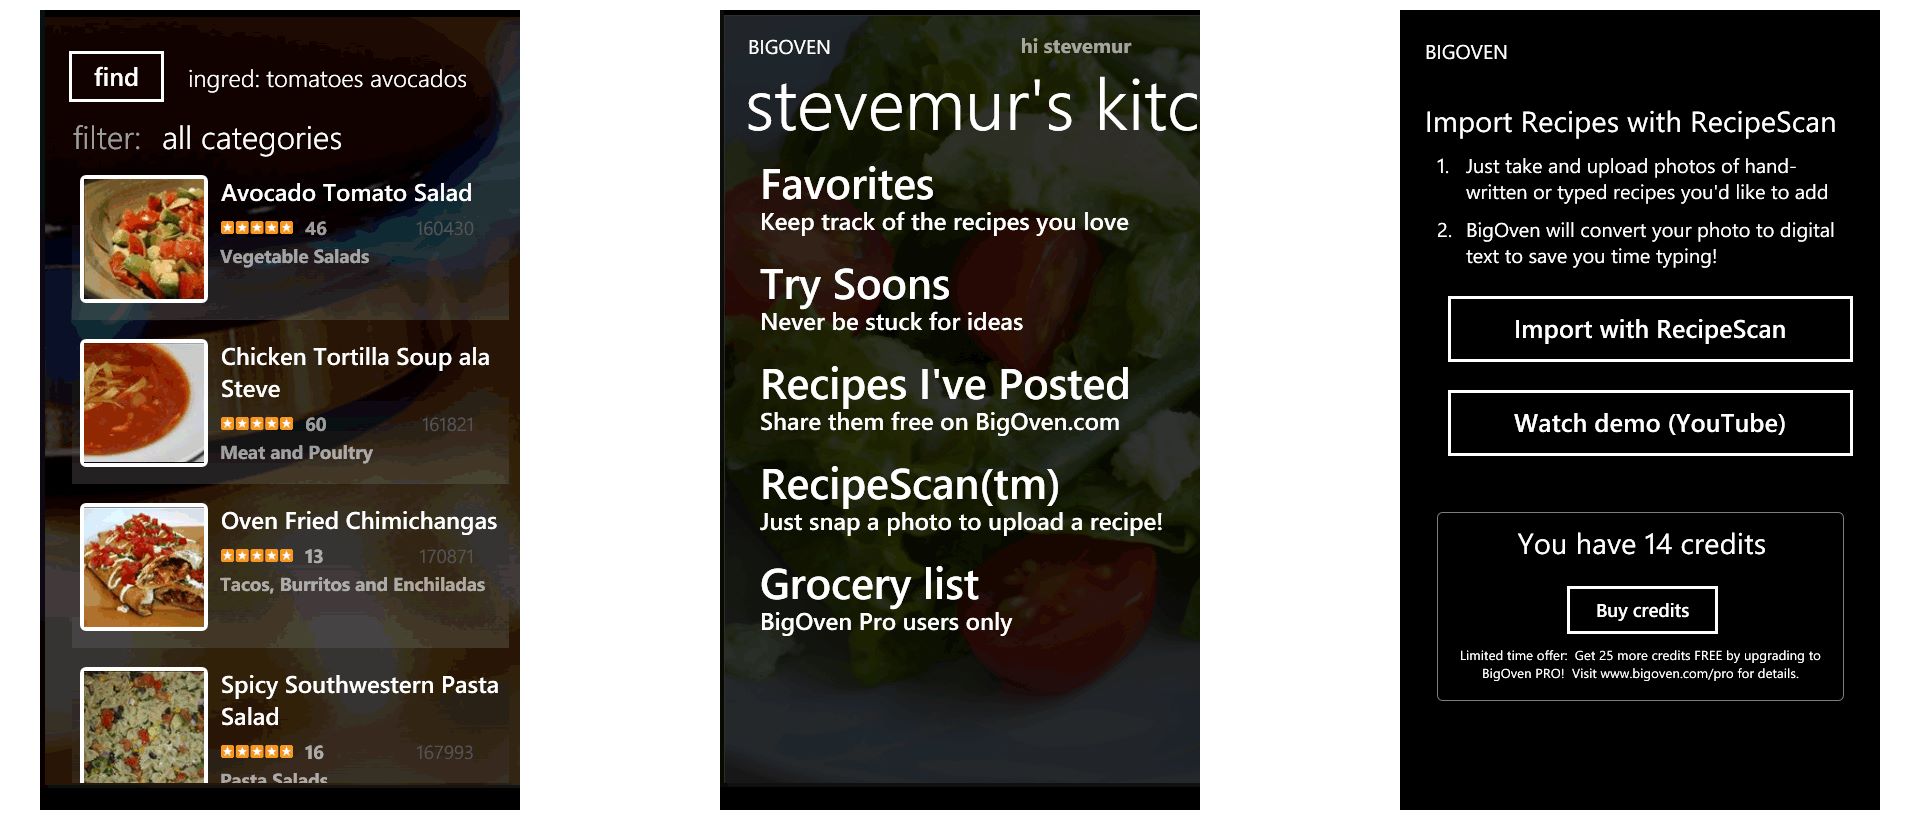 find
ingred: tomatoes avocados
filter: all categories
Avocado Tomato Salad
46
160430
Vegetable Salads
Chicken Tortilla Soup ala
Steve
60
161821
Meat and Poultry
Oven Fried Chimichangas
13
170871
Tacos, Burritos and Enchiladas
Spicy Southwestern Pasta
Salad
16
167993
Pasta Salads
BIGOVEN
hi stevemur
stevemur's kitc
Favorites
Keep track of the recipes you love
Try Soons
Never be stuck for ideas
Recipes I've Posted
Share them free on BigOven.com
RecipeScan(tm)
Just snap a photo to upload a recipe!
Grocery list
BigOven Pro users only
BIGOVEN
Import Recipes with RecipeScan
1. Just take and upload photos of hand-
written or typed recipes you'd like to add
2. BigOven will convert your photo to digital
text to save you time typing!
Import with RecipeScan
Watch demo (YouTube)
You have 14 credits
Buy credits
Limited time offer: Get 25 more credits FREE by upgrading to
BigOven PRO! Visit www.bigoven.com/pro for details.